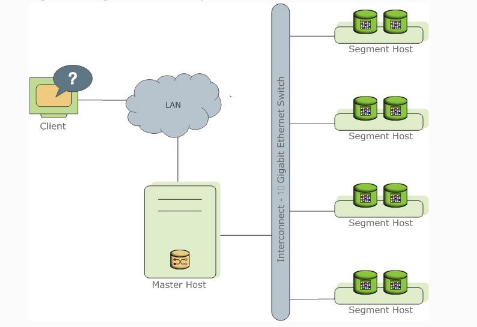 Segment Host
?
LAN
Client
Segment Host
Interconnect - 10 Gigabit Ethernet Switch
Segment Host
Master Host
Segment Host